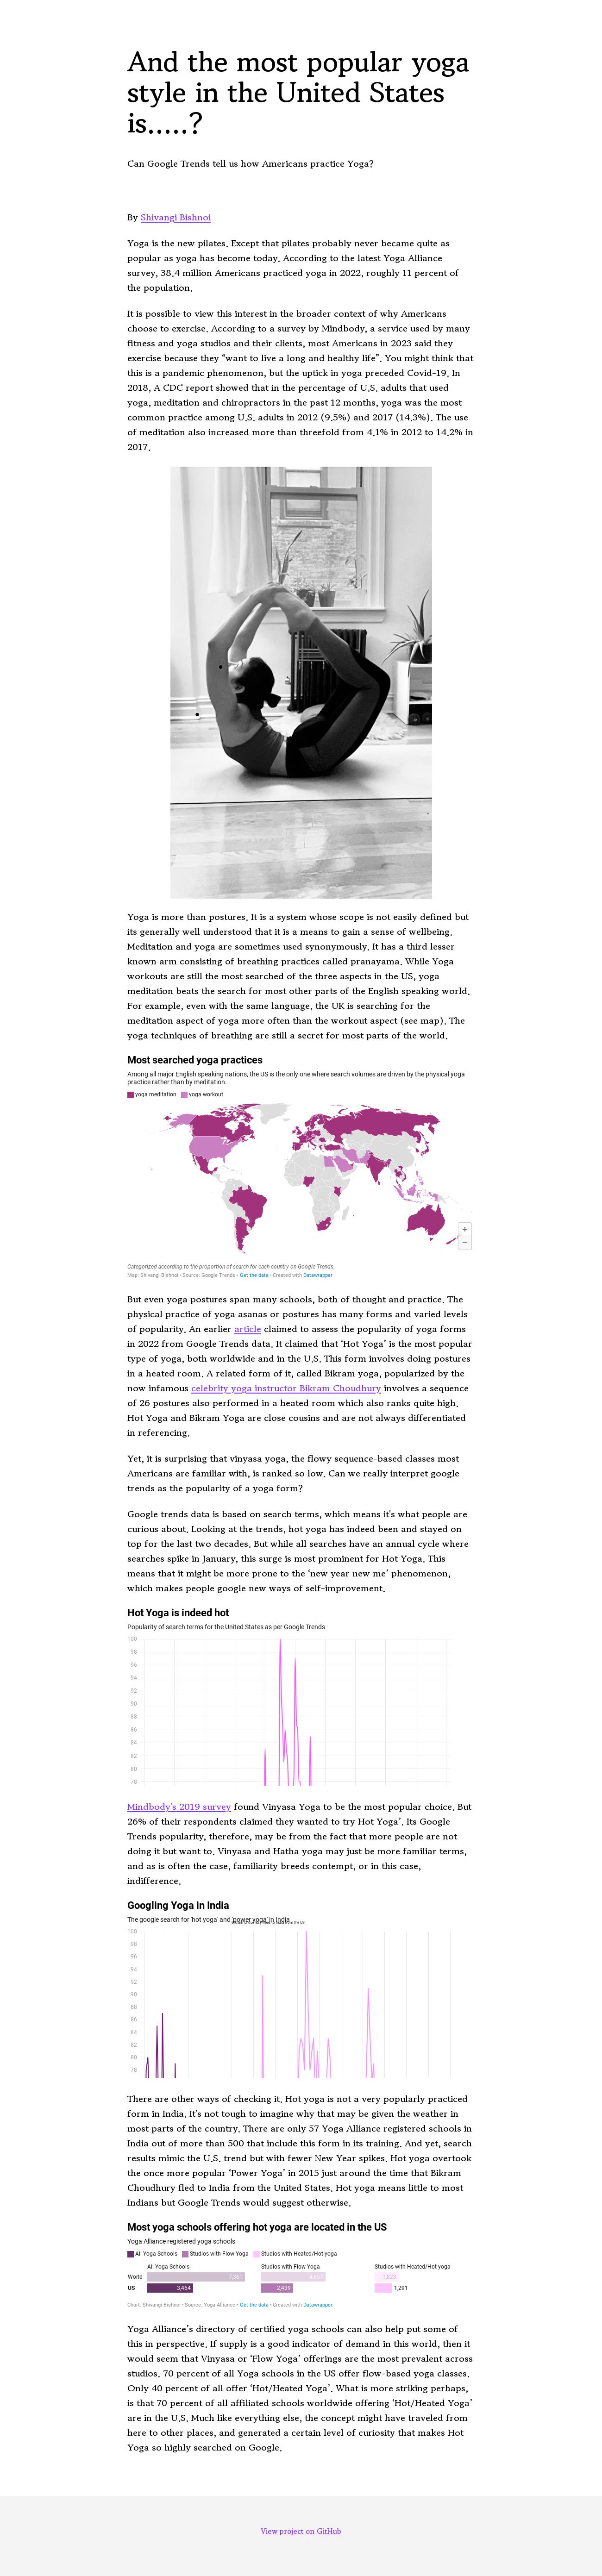 And the most popular yoga
style in the United States
is.....?
Can Google Trends tell us how Americans practice Yoga?
By Shivangi Bishnoi
Yoga is the new pilates. Except that pilates probably never became quite as
popular as yoga has become today. According to the latest Yoga Alliance
survey, 38.4 million Americans practiced yoga in 2022, roughly 11 percent of
the population.
It is possible to view this interest in the broader context of why Americans
choose to exercise. According to a survey by Mindbody, a service used by many
fitness and yoga studios and their clients, most Americans in 2023 said they
exercise because they “want to live a long and healthy life”. You might think that
this is a pandemic phenomenon, but the uptick in yoga preceded Covid-19. In
2018, A CDC report showed that in the percentage of U.S. adults that used
yoga, meditation and chiropractors in the past 12 months, yoga was the most
common practice among U.S. adults in 2012 (9.5%) and 2017 (14.3%). The use
of meditation also increased more than threefold from 4.1% in 2012 to 14.2% in
2017.
Yoga is more than postures. It is a system whose scope is not easily defined but
its generally well understood that it is a means to gain a sense of wellbeing.
Meditation and yoga are sometimes used synonymously. It has a third lesser
known arm consisting of breathing practices called pranayama. While Yoga
workouts are still the most searched of the three aspects in the US, yoga
meditation beats the search for most other parts of the English speaking world.
For example, even with the same language, the UK is searching for the
meditation aspect of yoga more often than the workout aspect (see map). The
yoga techniques of breathing are still a secret for most parts of the world.
Most searched yoga practices
Among all major English speaking nations, the US is the only one where search volumes are driven by the physical yoga
practice rather than by meditation.
yoga meditation yoga workout
+
−
Categorized according to the proportion of search for each country on Google Trends.
Map: Shivangi Bishnoi • Source: Google Trends • Get the data • Created with Datawrapper
But even yoga postures span many schools, both of thought and practice. The
physical practice of yoga asanas or postures has many forms and varied levels
of popularity. An earlier article claimed to assess the popularity of yoga forms
in 2022 from Google Trends data. It claimed that ‘Hot Yoga’ is the most popular
type of yoga, both worldwide and in the U.S. This form involves doing postures
in a heated room. A related form of it, called Bikram yoga, popularized by the
now infamous celebrity yoga instructor Bikram Choudhury involves a sequence
of 26 postures also performed in a heated room which also ranks quite high.
Hot Yoga and Bikram Yoga are close cousins and are not always differentiated
in referencing.
Yet, it is surprising that vinyasa yoga, the flowy sequence-based classes most
Americans are familiar with, is ranked so low. Can we really interpret google
trends as the popularity of a yoga form?
Google trends data is based on search terms, which means it's what people are
curious about. Looking at the trends, hot yoga has indeed been and stayed on
top for the last two decades. But while all searches have an annual cycle where
searches spike in January, this surge is most prominent for Hot Yoga. This
means that it might be more prone to the ‘new year new me’ phenomenon,
which makes people google new ways of self-improvement.
Hot Yoga is indeed hot
Popularity of search terms for the United States as per Google Trends
100
98
96
94
92
90
88
86
84
82
80
78
Mindbody's 2019 survey found Vinyasa Yoga to be the most popular choice. But
26% of their respondents claimed they wanted to try Hot Yoga’. Its Google
Trends popularity, therefore, may be from the fact that more people are not
doing it but want to. Vinyasa and Hatha yoga may just be more familiar terms,
and as is often the case, familiarity breeds contempt, or in this case,
indifference.
Googling Yoga in India
The google search for 'hot yoga' and 'power yoga' in India
100
98
96
94
92
90
88
86
84
82
80
78
There are other ways of checking it. Hot yoga is not a very popularly practiced
form in India. It's not tough to imagine why that may be given the weather in
most parts of the country. There are only 57 Yoga Alliance registered schools in
India out of more than 500 that include this form in its training. And yet, search
results mimic the U.S. trend but with fewer New Year spikes. Hot yoga overtook
the once more popular ‘Power Yoga’ in 2015 just around the time that Bikram
Choudhury fled to India from the United States. Hot yoga means little to most
Indians but Google Trends would suggest otherwise.
Most yoga schools offering hot yoga are located in the US
Yoga Alliance registered yoga schools
All Yoga Schools Studios with Flow Yoga Studios with Heated/Hot yoga
All Yoga Schools Studios with Flow Yoga Studios with Heated/Hot yoga
World
US 3,464 2,439 1,291
Chart: Shivangi Bishnoi • Source: Yoga Alliance • Get the data • Created with Datawrapper
Yoga Alliance’s directory of certified yoga schools can also help put some of
this in perspective. If supply is a good indicator of demand in this world, then it
would seem that Vinyasa or ‘Flow Yoga’ offerings are the most prevalent across
studios. 70 percent of all Yoga schools in the US offer flow-based yoga classes.
Only 40 percent of all offer ‘Hot/Heated Yoga’. What is more striking perhaps,
is that 70 percent of all affiliated schools worldwide offering ‘Hot/Heated Yoga’
are in the U.S. Much like everything else, the concept might have traveled from
here to other places, and generated a certain level of curiosity that makes Hot
Yoga so highly searched on Google.
View project on GitHub